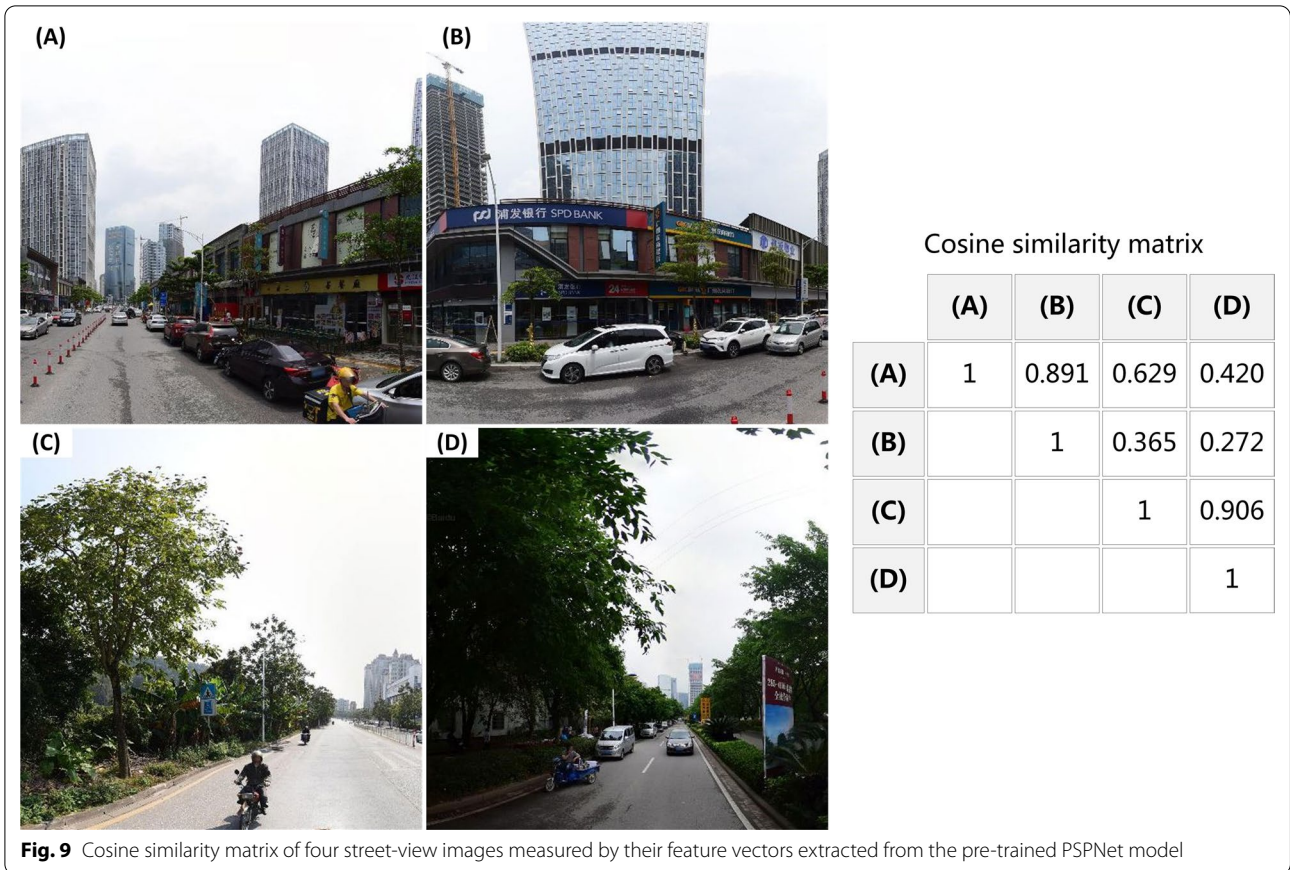 (A)
(B)
浦发银行 SPD BANK
24
(C)
(D)
Cosine similarity matrix
(A) (B) (C) (D)
(A) 1 0.891 0.629 0.420
(B) 1 0.365 0.272
(C) 1 0.906
(D) 1
Fig. 9 Cosine similarity matrix of four street-view images measured by their feature vectors extracted from the pre-trained PSPNet model